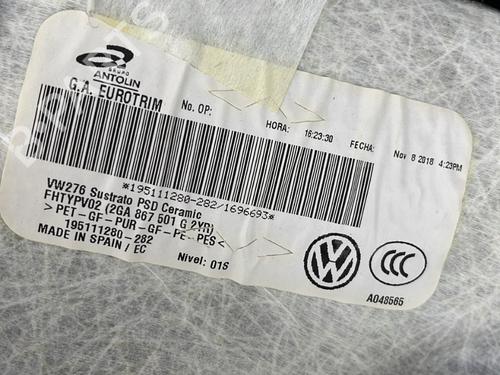 GRUPO
ANTOLIN
G.A. EUROTRIM
No. OP:
HORA: 16:23:30
FECHA: Nov 8 2018 4:23PM
*195111280-282/1696693*
VW276 Sustrato PSD Ceramic
FHTYPV02 (2GA 867 501 G 2YR)
> PET-GF-PUR-GF-PE-PES <
195111280-282
MADE IN SPAIN / EC
Nivel: 01S
A048565